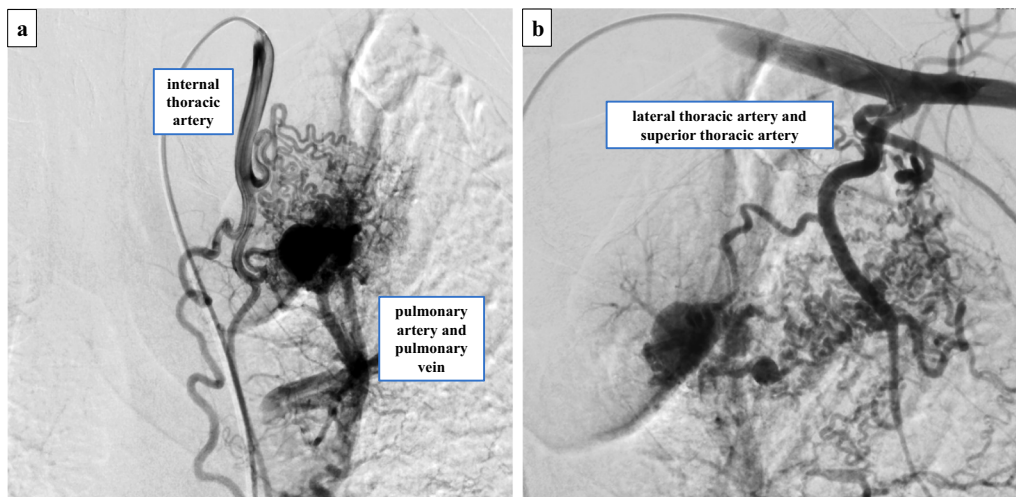 a
internal
thoracic
artery
pulmonary
artery and
pulmonary
vein
b
lateral thoracic artery and
superior thoracic artery